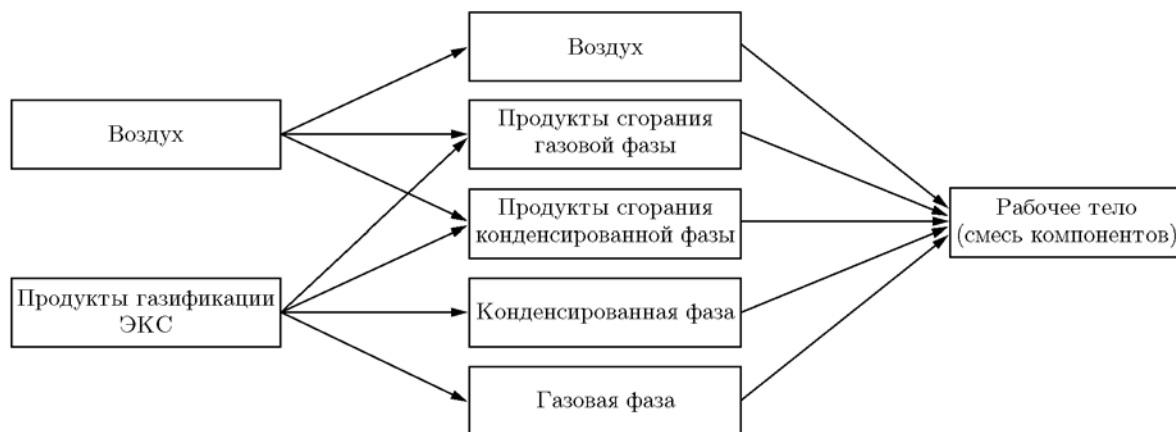 Воздух
Продукты газификации
ЭКС
Воздух
Продукты сгорания
газовой фазы
Продукты сгорания
конденсированной фазы
Конденсированная фаза
Газовая фаза
Рабочее тело
(смесь компонентов)